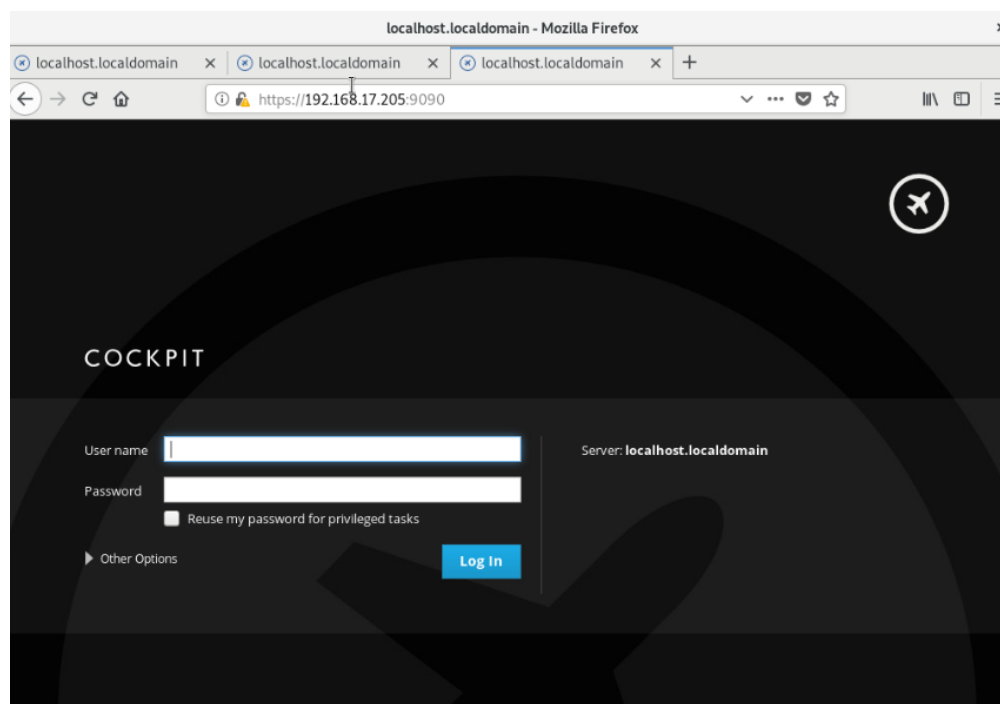 localhost.localdomain - Mozilla Firefox
localhost.localdomain localhost.localdomain localhost.localdomain
https://192.168.17.205:9090
COCKPIT
User name
Server: localhost.localdomain
Password
Reuse my password for privileged tasks
Other Options
Log In